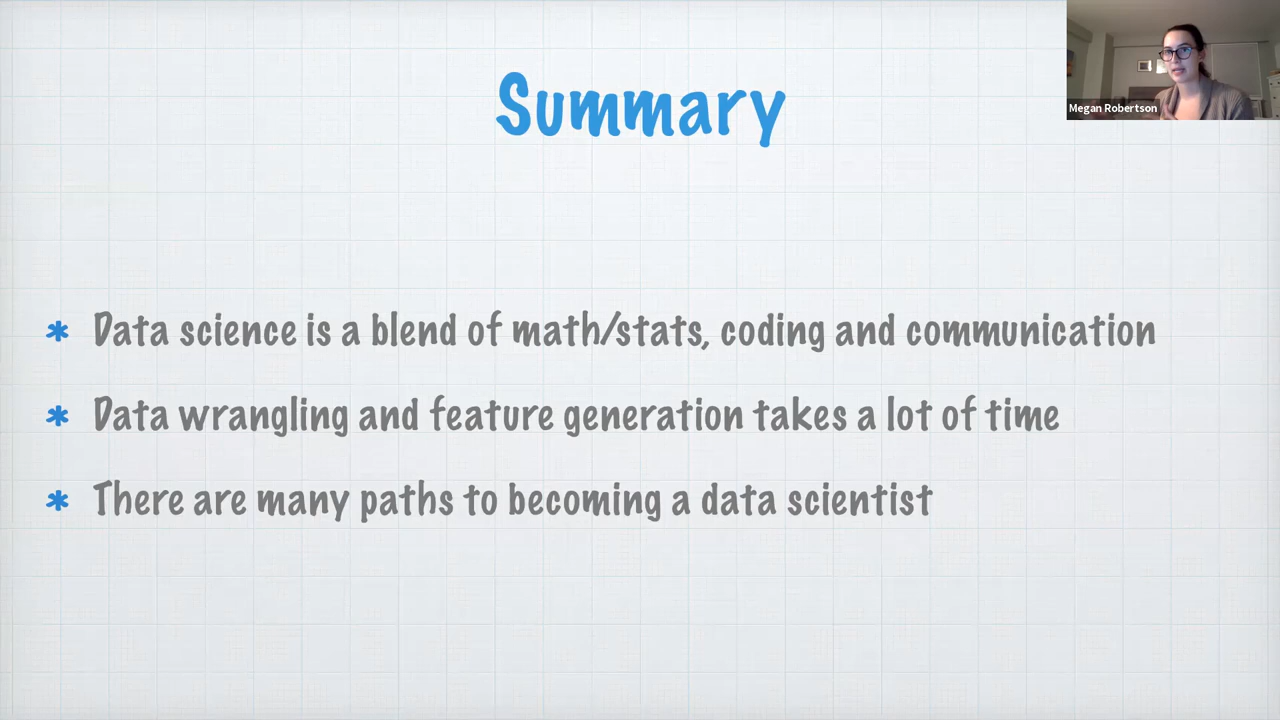 Summary
Megan Robertson
* Data science is a blend of math/stats, coding and communication
* Data wrangling and feature generation takes a lot of time
* There are many paths to becoming a data scientist